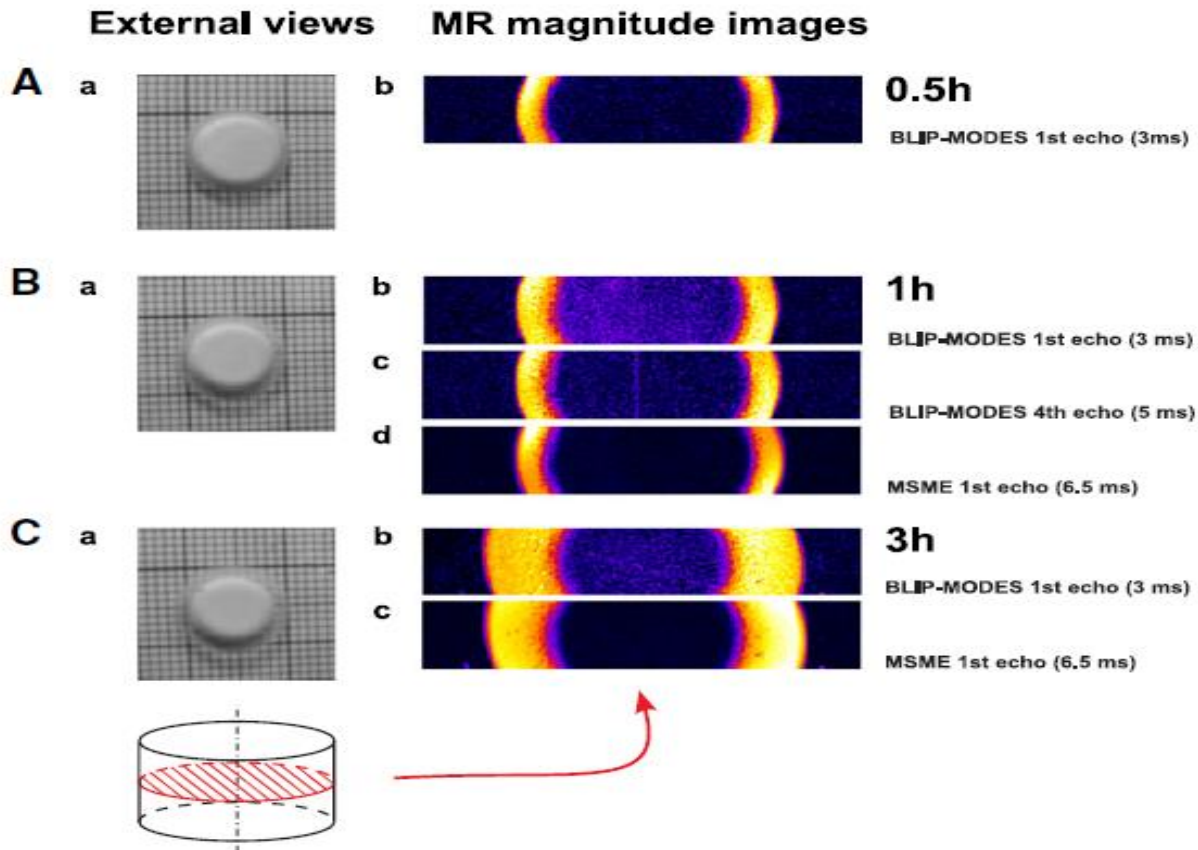 External views MR magnitude images
A a b 0.5h
BLIP-MODES 1st echo (3ms)
B a b 1h
BLIP-MODES 1st echo (3 ms)
c
BLIP-MODES 4th echo (5 ms)
d
MSME 1st echo (6.5 ms)
C a b 3h
BLIP-MODES 1st echo (3 ms)
c
MSME 1st echo (6.5 ms)